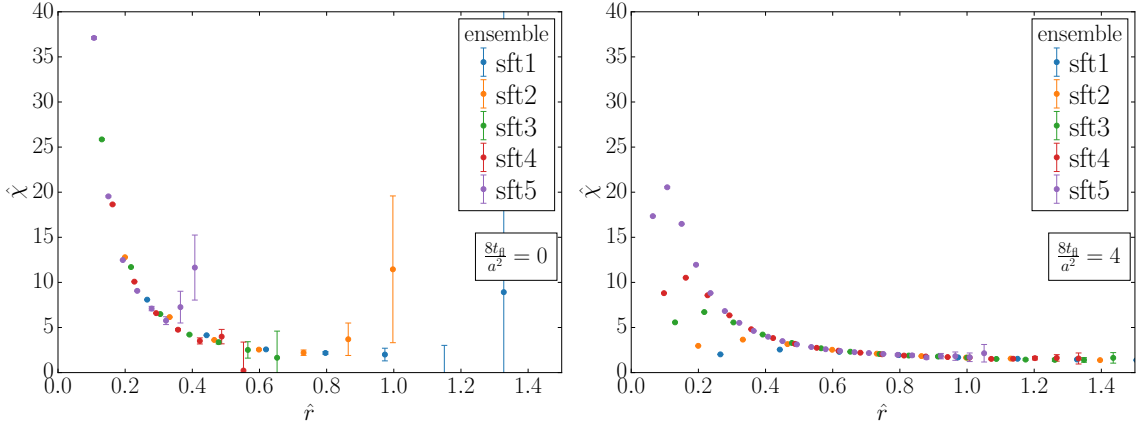 40
35
30
25
20
15
10
5
0
χ̂
0.0 0.2 0.4 0.6 0.8 1.0 1.2 1.4
r̂
ensemble
sft1
sft2
sft3
sft4
sft5
8t_fl/a² = 0
40
35
30
25
20
15
10
5
0
χ̂
0.0 0.2 0.4 0.6 0.8 1.0 1.2 1.4
r̂
ensemble
sft1
sft2
sft3
sft4
sft5
8t_fl/a² = 4